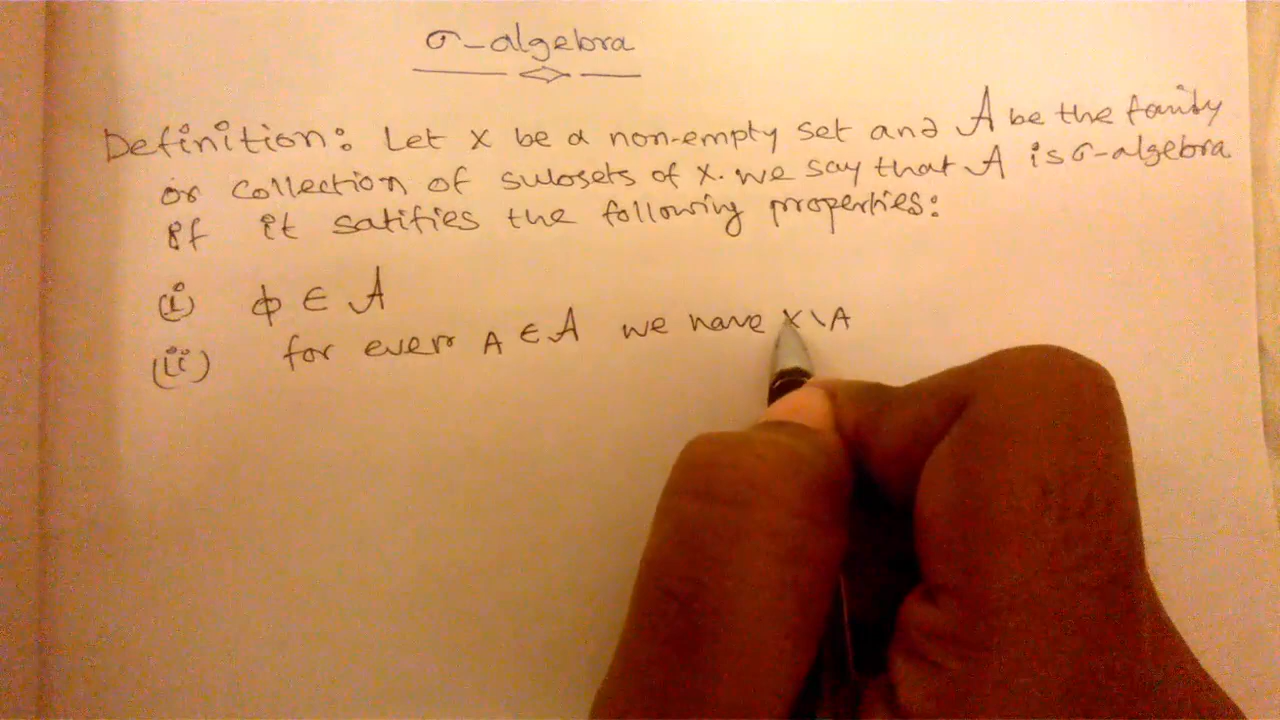 σ-algebra
Definition: Let X be a non-empty set and A be the family
or collection of subsets of X. we say that A is σ-algebra
if it satifies the following properties:
(i) ϕ ∈ A
(ii) for ever A ∈ A we have X \ A